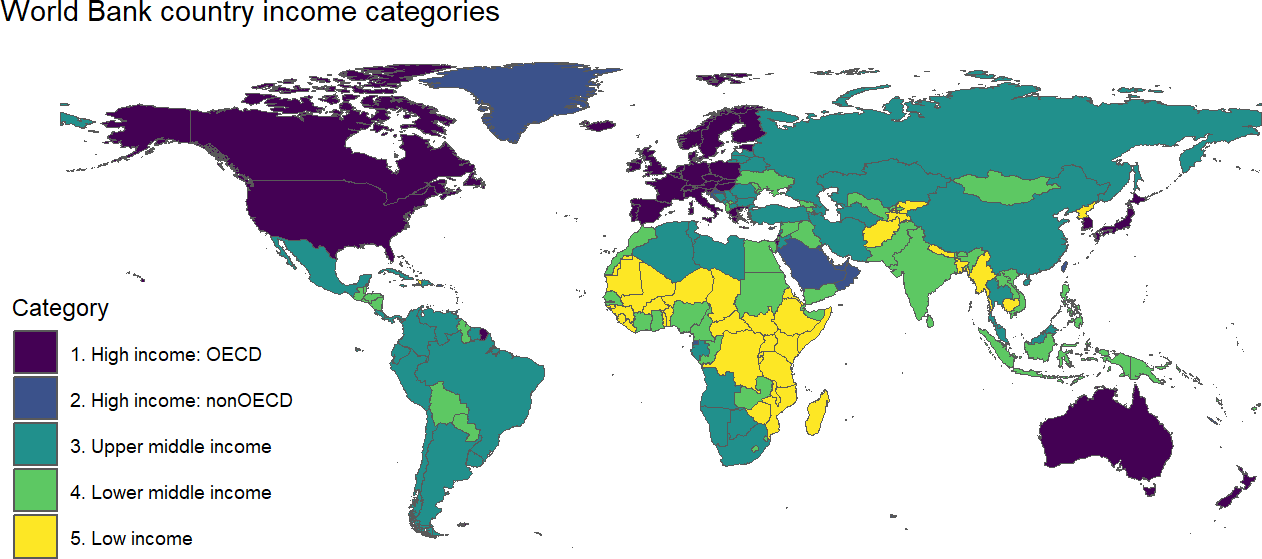 World Bank country income categories
Category
1. High income: OECD
2. High income: nonOECD
3. Upper middle income
4. Lower middle income
5. Low income